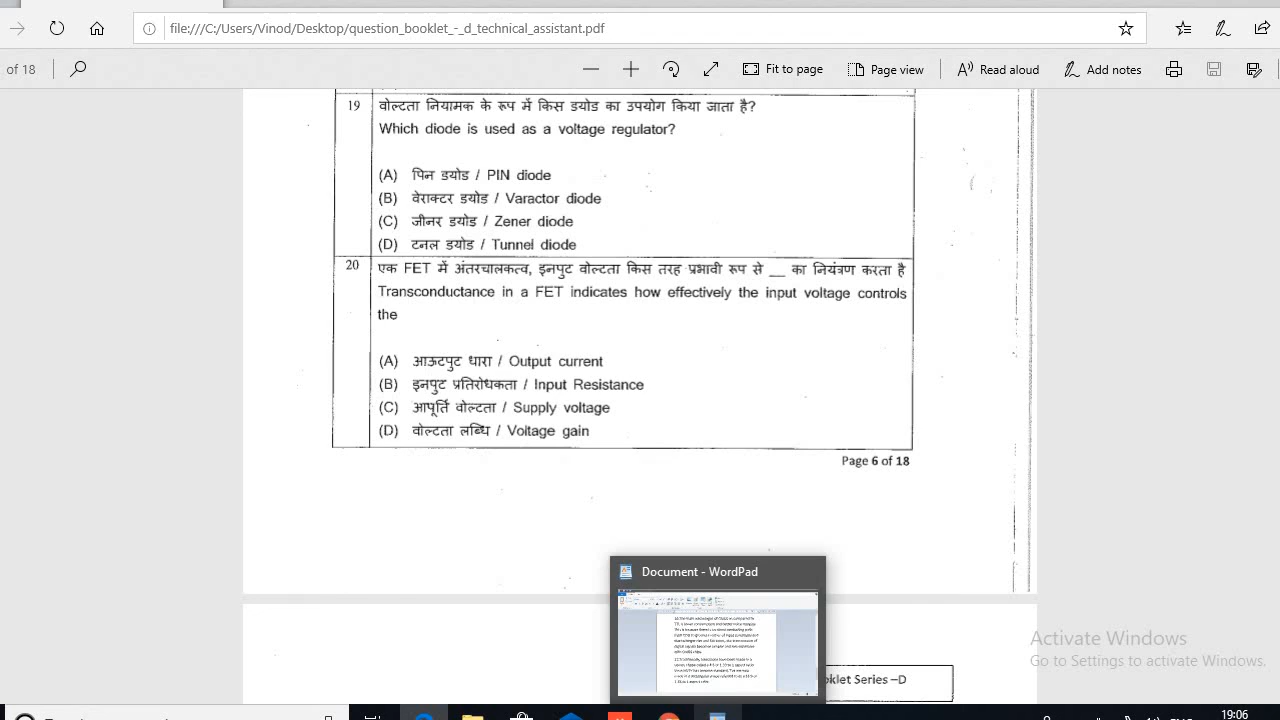 file:///C:/Users/Vinod/Desktop/question_booklet_-_d_technical_assistant.pdf
of 18
Fit to page
Page view
Read aloud
Add notes
19 वोल्टता नियामक के रूप में किस डयोड का उपयोग किया जाता है?
Which diode is used as a voltage regulator?
(A) पिन डयोड / PIN diode
(B) वेराक्टर डयोड / Varactor diode
(C) जीनर डयोड / Zener diode
(D) टनल डयोड / Tunnel diode
20 एक FET में अंतरचालकत्व, इनपुट वोल्टता किस तरह प्रभावी रूप से __ का नियंत्रण करता है
Transconductance in a FET indicates how effectively the input voltage controls
the
(A) आऊटपुट धारा / Output current
(B) इनपुट प्रतिरोधकता / Input Resistance
(C) आपूर्ति वोल्टता / Supply voltage
(D) वोल्टता लब्धि / Voltage gain
Page 6 of 18
Document - WordPad
Activate Windows
Go to Settings to activate Windows.
Series –D
19:06